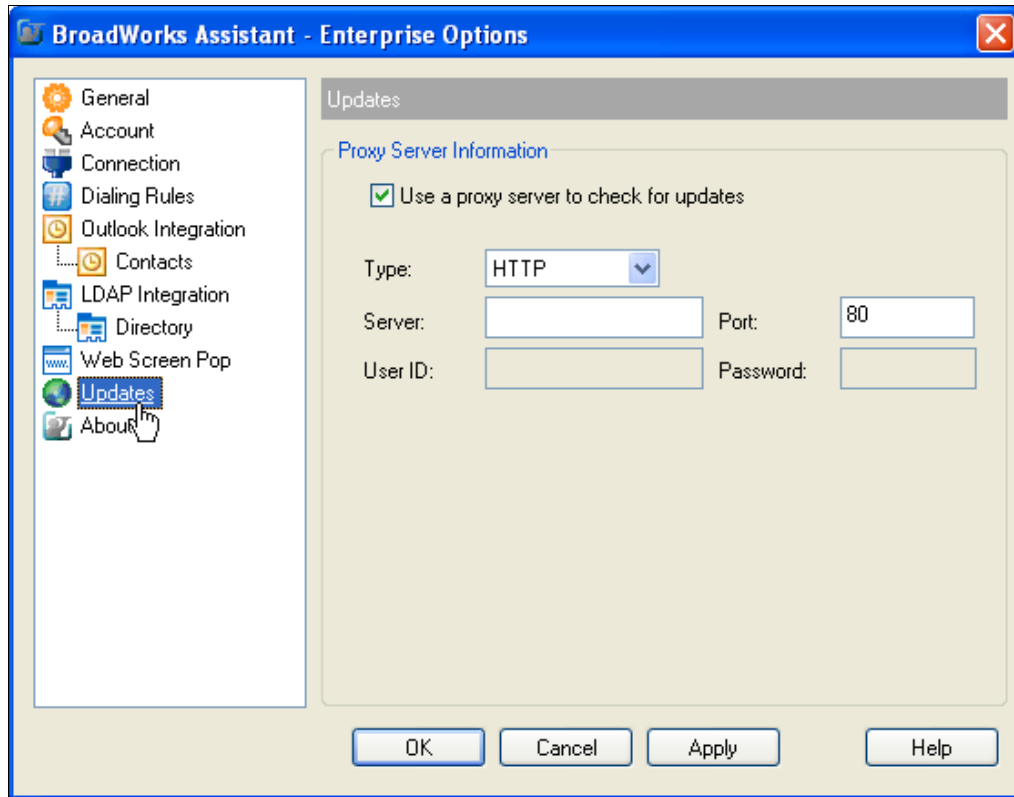 BroadWorks Assistant - Enterprise Options
General
Account
Connection
Dialing Rules
Outlook Integration
Contacts
LDAP Integration
Directory
www.
Web Screen Pop
Updates
About
Updates
Proxy Server Information
Use a proxy server to check for updates
Type: HTTP
Server: Port: 80
User ID: Password:
OK Cancel Apply Help